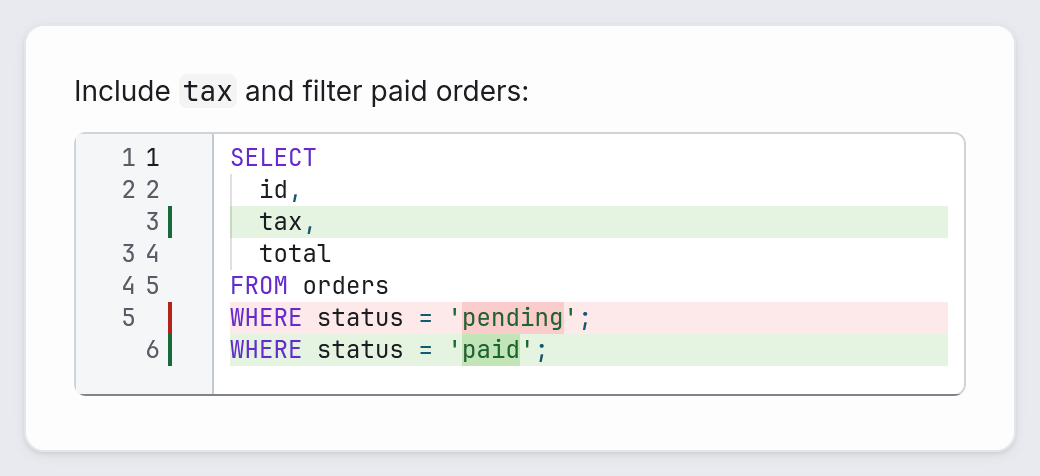 Include tax and filter paid orders:
1 1 SELECT
2 2   id,
  3   tax,
3 4   total
4 5 FROM orders
5   WHERE status = 'pending';
  6 WHERE status = 'paid';